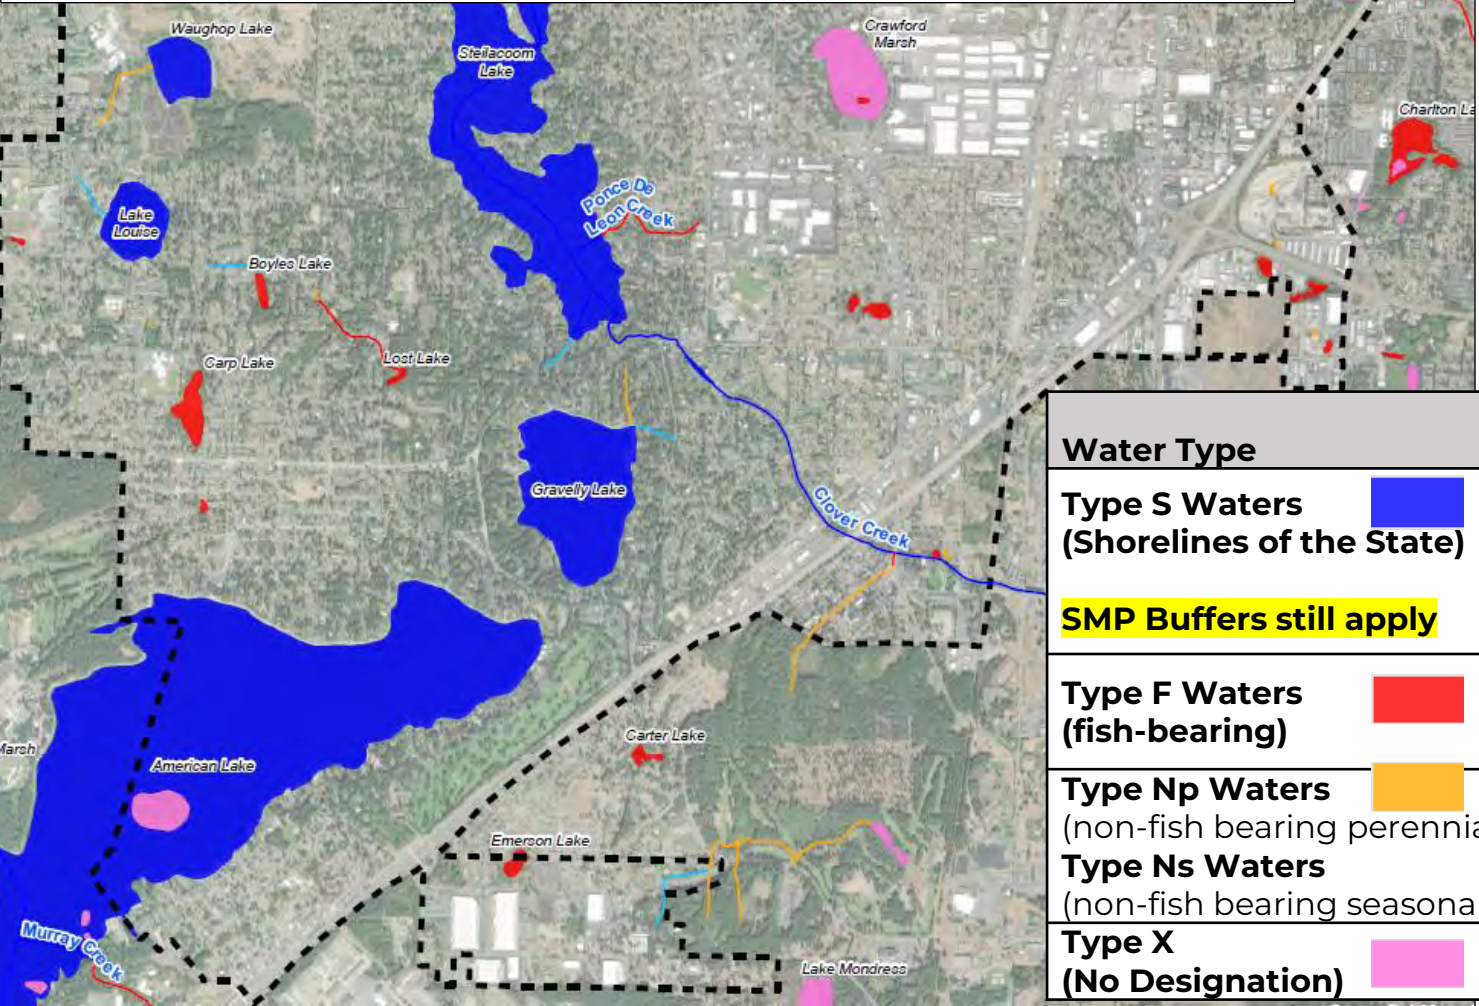 Waughop Lake
Steilacoom
Lake
Crawford
Marsh
Charlton La
Lake
Louise
Ponce De
Leon Creek
Boyles Lake
Lost Lake
Carp Lake
Gravelly Lake
Clover Creek
Marsh
American Lake
Carter Lake
Emerson Lake
Murray Creek
Lake Mondress
Water Type
Type S Waters
(Shorelines of the State)
SMP Buffers still apply
Type F Waters
(fish-bearing)
Type Np Waters
(non-fish bearing perennia
Type Ns Waters
(non-fish bearing seasona
Type X
(No Designation)